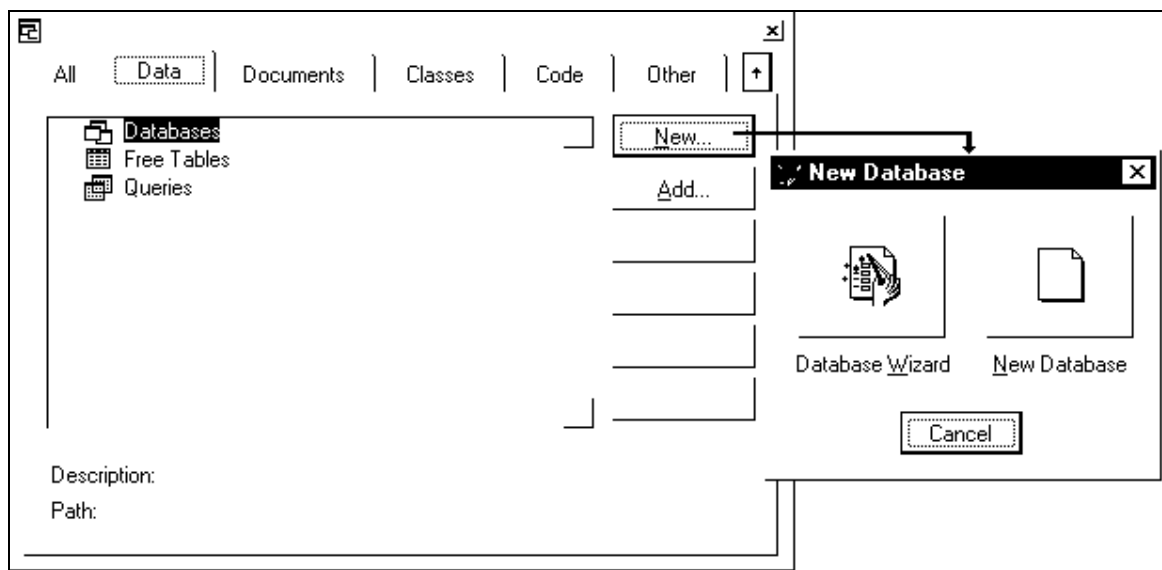 All Data Documents Classes Code Other
Databases
Free Tables
Queries
New...
Add...
Description:
Path:
New Database
Database Wizard New Database
Cancel